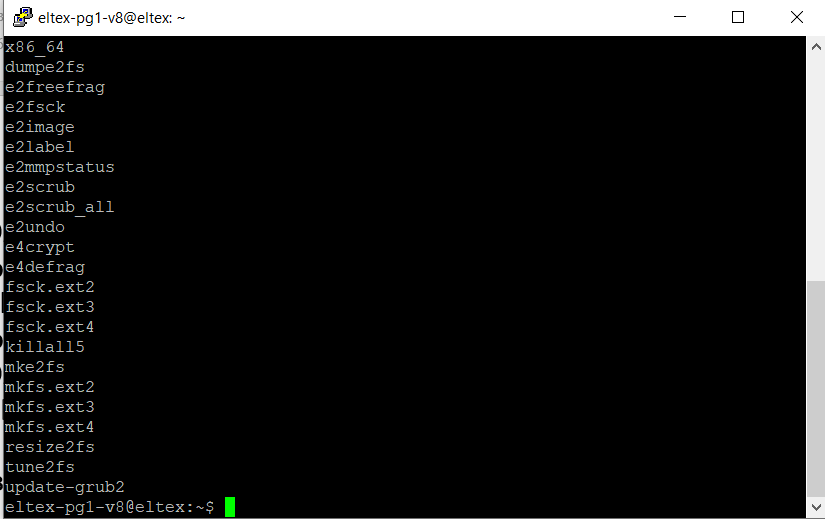 eltex-pg1-v8@eltex: ~
x86_64
dumpe2fs
e2freefrag
e2fsck
e2image
e2label
e2mmpstatus
e2scrub
e2scrub_all
e2undo
e4crypt
e4defrag
fsck.ext2
fsck.ext3
fsck.ext4
killall5
mke2fs
mkfs.ext2
mkfs.ext3
mkfs.ext4
resize2fs
tune2fs
update-grub2
eltex-pg1-v8@eltex:~$